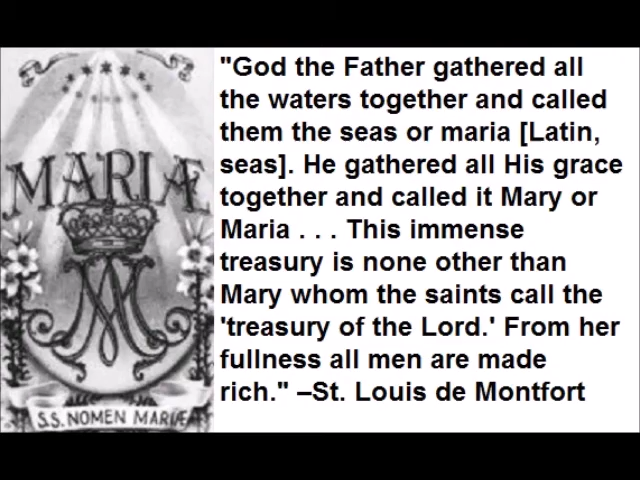 MARIÆ
S.S. NOMEN MARIÆ
"God the Father gathered all
the waters together and called
them the seas or maria [Latin,
seas]. He gathered all His grace
together and called it Mary or
Maria . . . This immense
treasury is none other than
Mary whom the saints call the
'treasury of the Lord.' From her
fullness all men are made
rich." –St. Louis de Montfort